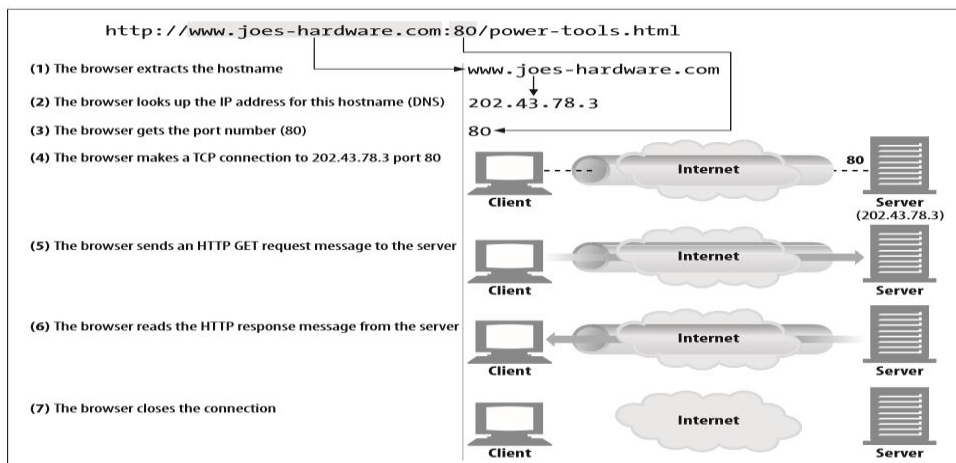 http://www.joes-hardware.com:80/power-tools.html
(1) The browser extracts the hostname
www.joes-hardware.com
(2) The browser looks up the IP address for this hostname (DNS)
202.43.78.3
(3) The browser gets the port number (80)
80
(4) The browser makes a TCP connection to 202.43.78.3 port 80
Internet
80
Client
Server
(202.43.78.3)
(5) The browser sends an HTTP GET request message to the server
Internet
Client
Server
(6) The browser reads the HTTP response message from the server
Internet
Client
Server
(7) The browser closes the connection
Internet
Client
Server